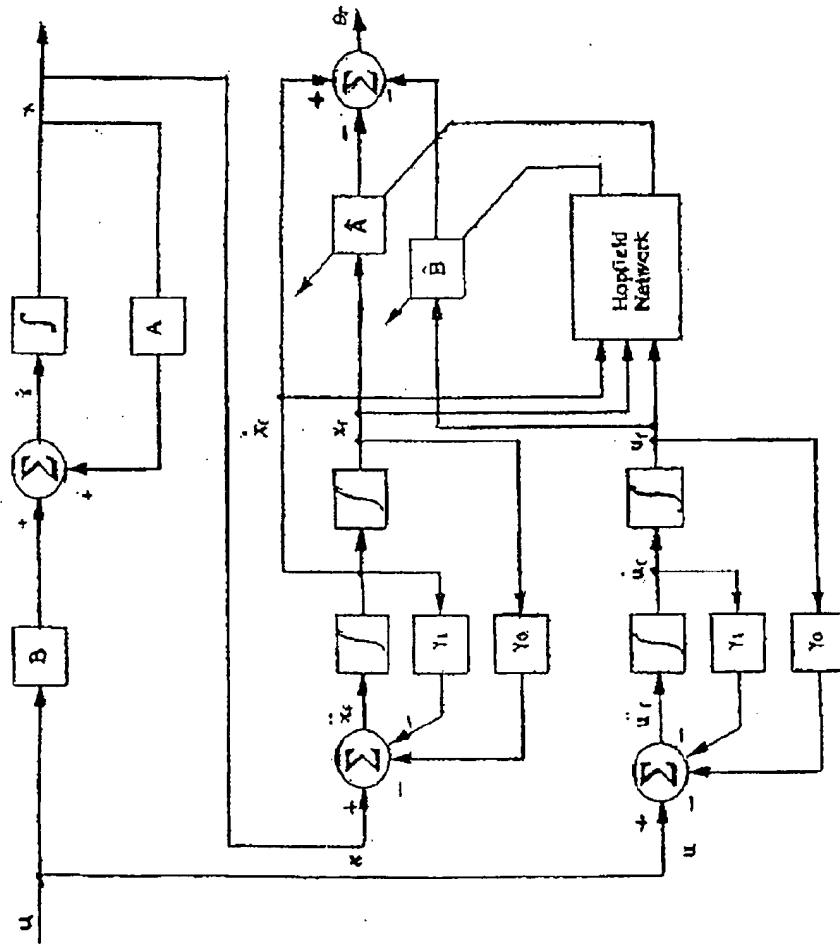 u
B
+
Σ
+
ẋ
∫
x
A
ẋf
x
+
Σ
-
-
ẍf
∫
γ1
γ0
∫
xf
Â
B̂
+
-
-
Σ
u
+
Σ
-
-
üf
∫
u̇f
γ1
γ0
∫
uf
Hopfield
Network